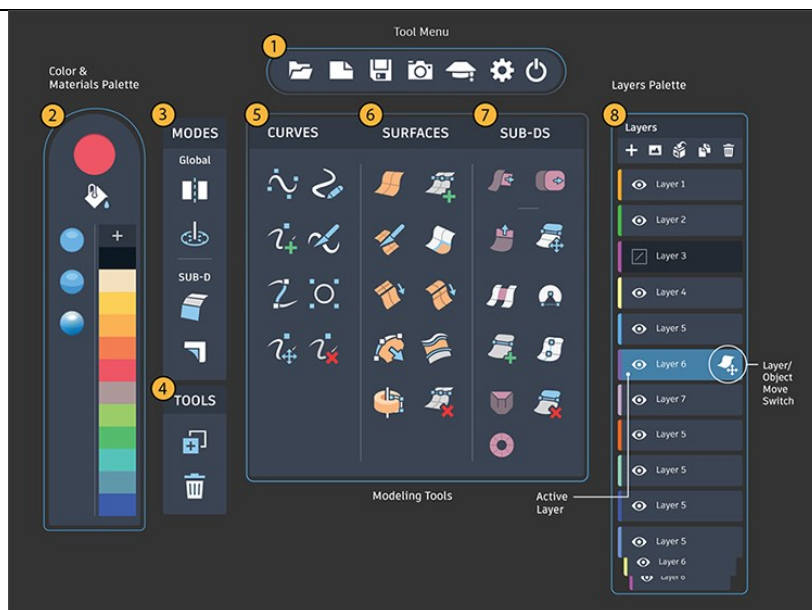 Tool Menu
1
Color &
Materials Palette
2
3
MODES
Global
SUB-D
4
TOOLS
5
CURVES
6
SURFACES
7
SUB-DS
Modeling Tools
Layers Palette
8
Layers
Layer 1
Layer 2
Layer 3
Layer 4
Layer 5
Layer 6
Layer 7
Layer 5
Layer 5
Layer 5
Layer 5
Layer 6
Layer 6
Layer/
Object
Move
Switch
Active
Layer